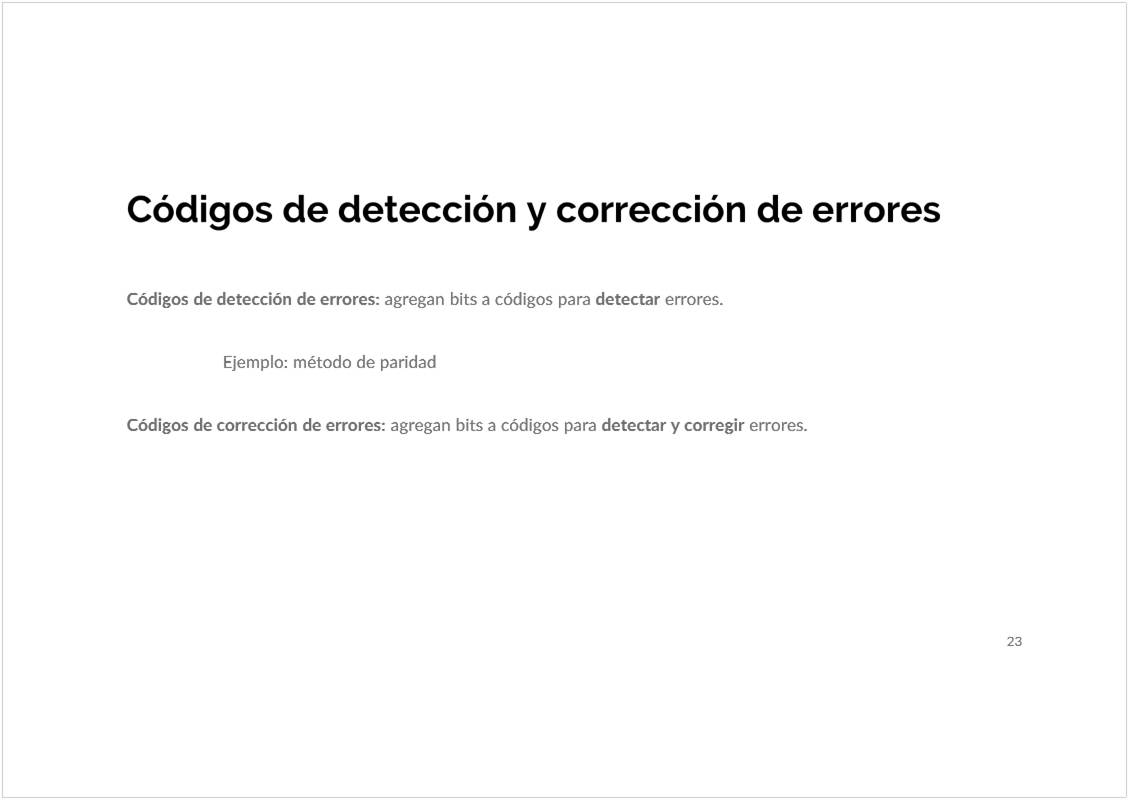 Códigos de detección y corrección de errores
Códigos de detección de errores: agregan bits a códigos para detectar errores.
Ejemplo: método de paridad
Códigos de corrección de errores: agregan bits a códigos para detectar y corregir errores.
23